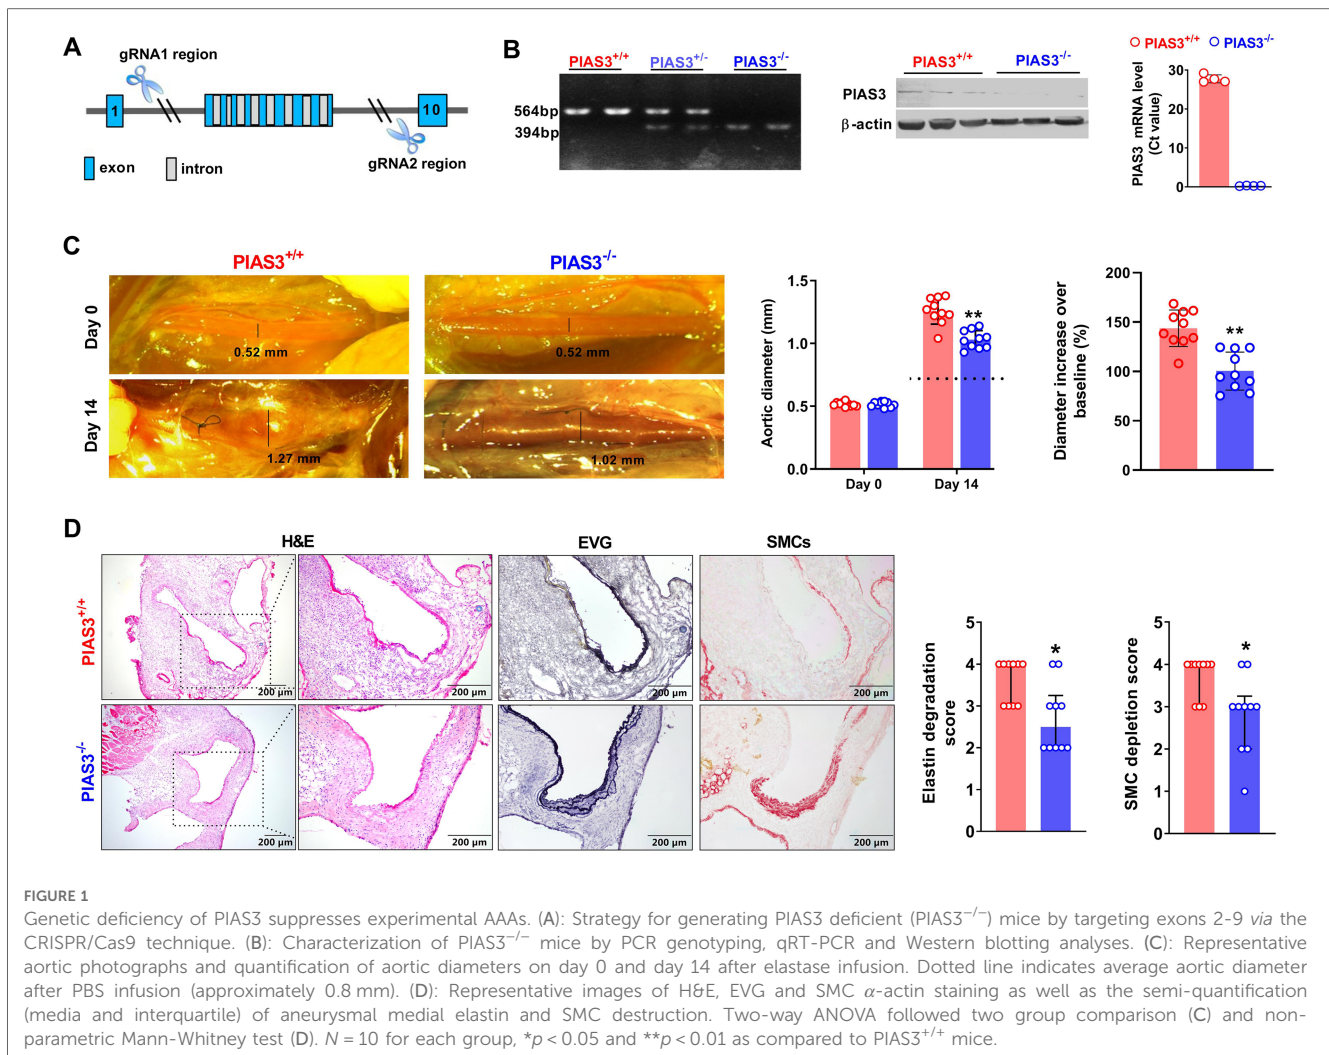 A
gRNA1 region
1
10
gRNA2 region
exon
intron
B
PIAS3+/+ PIAS3+/- PIAS3-/-
564bp
394bp
PIAS3+/+ PIAS3-/-
PIAS3
β-actin
PIAS3+/+ PIAS3-/-
PIAS3 mRNA level
(Ct value)
30
20
10
0
C
PIAS3+/+ PIAS3-/-
Day 0
0.52 mm
0.52 mm
Day 14
1.27 mm
1.02 mm
Aortic diameter (mm)
1.5
1.0
0.5
0.0
**
Day 0 Day 14
Diameter increase over
baseline (%)
200
150
100
50
0
**
D
H&E EVG SMCs
PIAS3+/+
200 µm 200 µm 200 µm 200 µm
PIAS3-/-
200 µm 200 µm 200 µm 200 µm
Elastin degradation
score
5
4
3
2
1
0
*
SMC depletion score
5
4
3
2
1
0
*
FIGURE 1
Genetic deficiency of PIAS3 suppresses experimental AAAs. (A): Strategy for generating PIAS3 deficient (PIAS3−/−) mice by targeting exons 2-9 via the
CRISPR/Cas9 technique. (B): Characterization of PIAS3−/− mice by PCR genotyping, qRT-PCR and Western blotting analyses. (C): Representative
aortic photographs and quantification of aortic diameters on day 0 and day 14 after elastase infusion. Dotted line indicates average aortic diameter
after PBS infusion (approximately 0.8 mm). (D): Representative images of H&E, EVG and SMC α-actin staining as well as the semi-quantification
(media and interquartile) of aneurysmal medial elastin and SMC destruction. Two-way ANOVA followed two group comparison (C) and non-
parametric Mann-Whitney test (D). N = 10 for each group, *p < 0.05 and **p < 0.01 as compared to PIAS3+/+ mice.